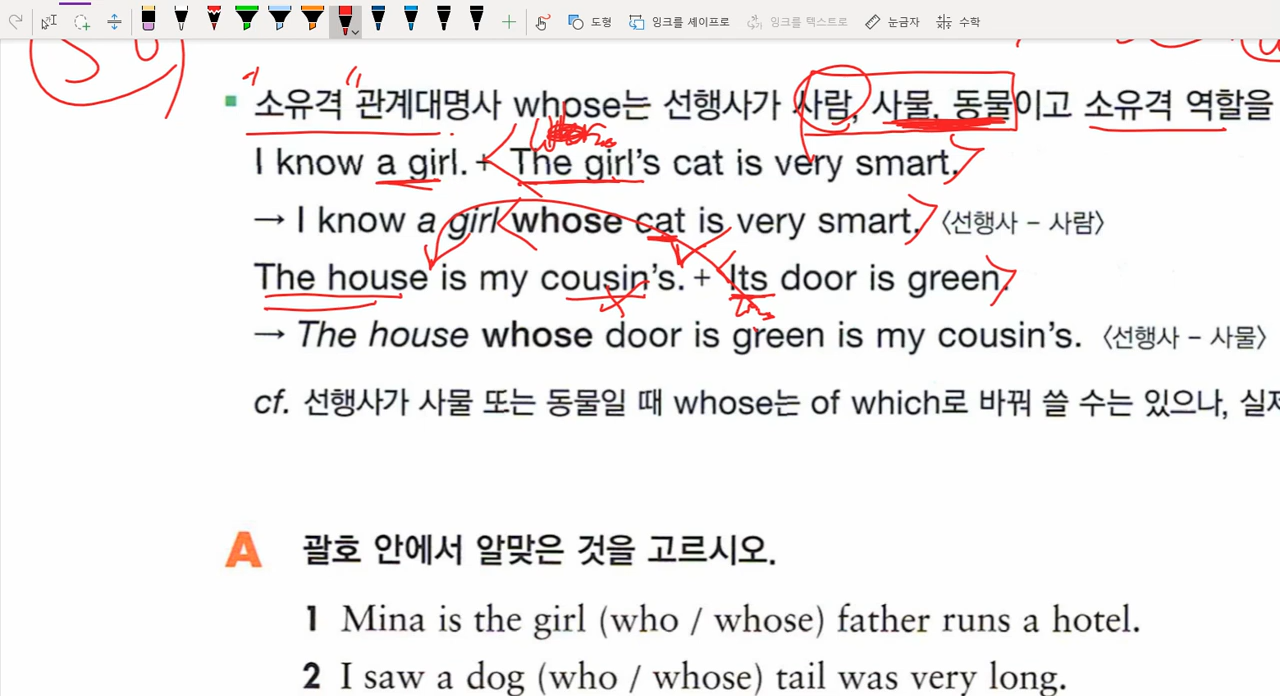 도형 잉크를 셰이프로 잉크를 텍스트로 눈금자 수학
소유격 관계대명사 whose는 선행사가 사람, 사물, 동물이고 소유격 역할을
I know a girl. + The girl's cat is very smart.
→ I know a girl whose cat is very smart. 〈선행사 – 사람〉
The house is my cousin's. + Its door is green.
→ The house whose door is green is my cousin's. 〈선행사 – 사물〉
cf. 선행사가 사물 또는 동물일 때 whose는 of which로 바꿔 쓸 수는 있으나,
A 괄호 안에서 알맞은 것을 고르시오.
1 Mina is the girl (who / whose) father runs a hotel.
2 I saw a dog (who / whose) tail was very long.